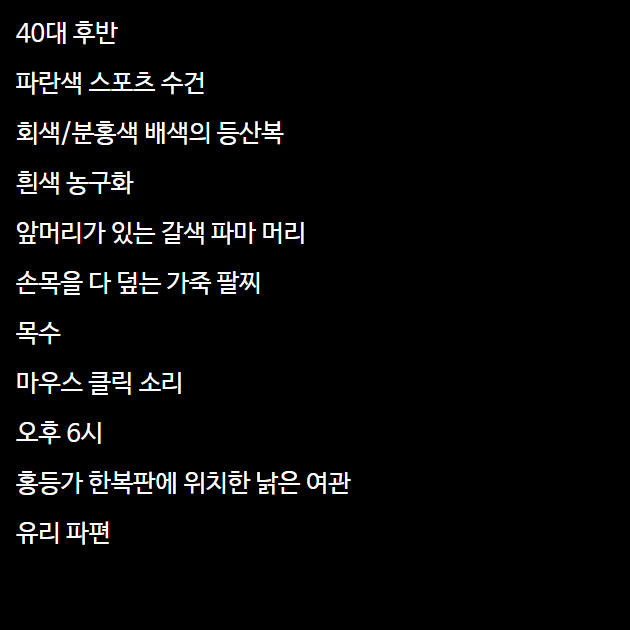 40대 후반
파란색 스포츠 수건
회색/분홍색 배색의 등산복
흰색 농구화
앞머리가 있는 갈색 파마 머리
손목을 다 덮는 가죽 팔찌
목수
마우스 클릭 소리
오후 6시
홍등가 한복판에 위치한 낡은 여관
유리 파편